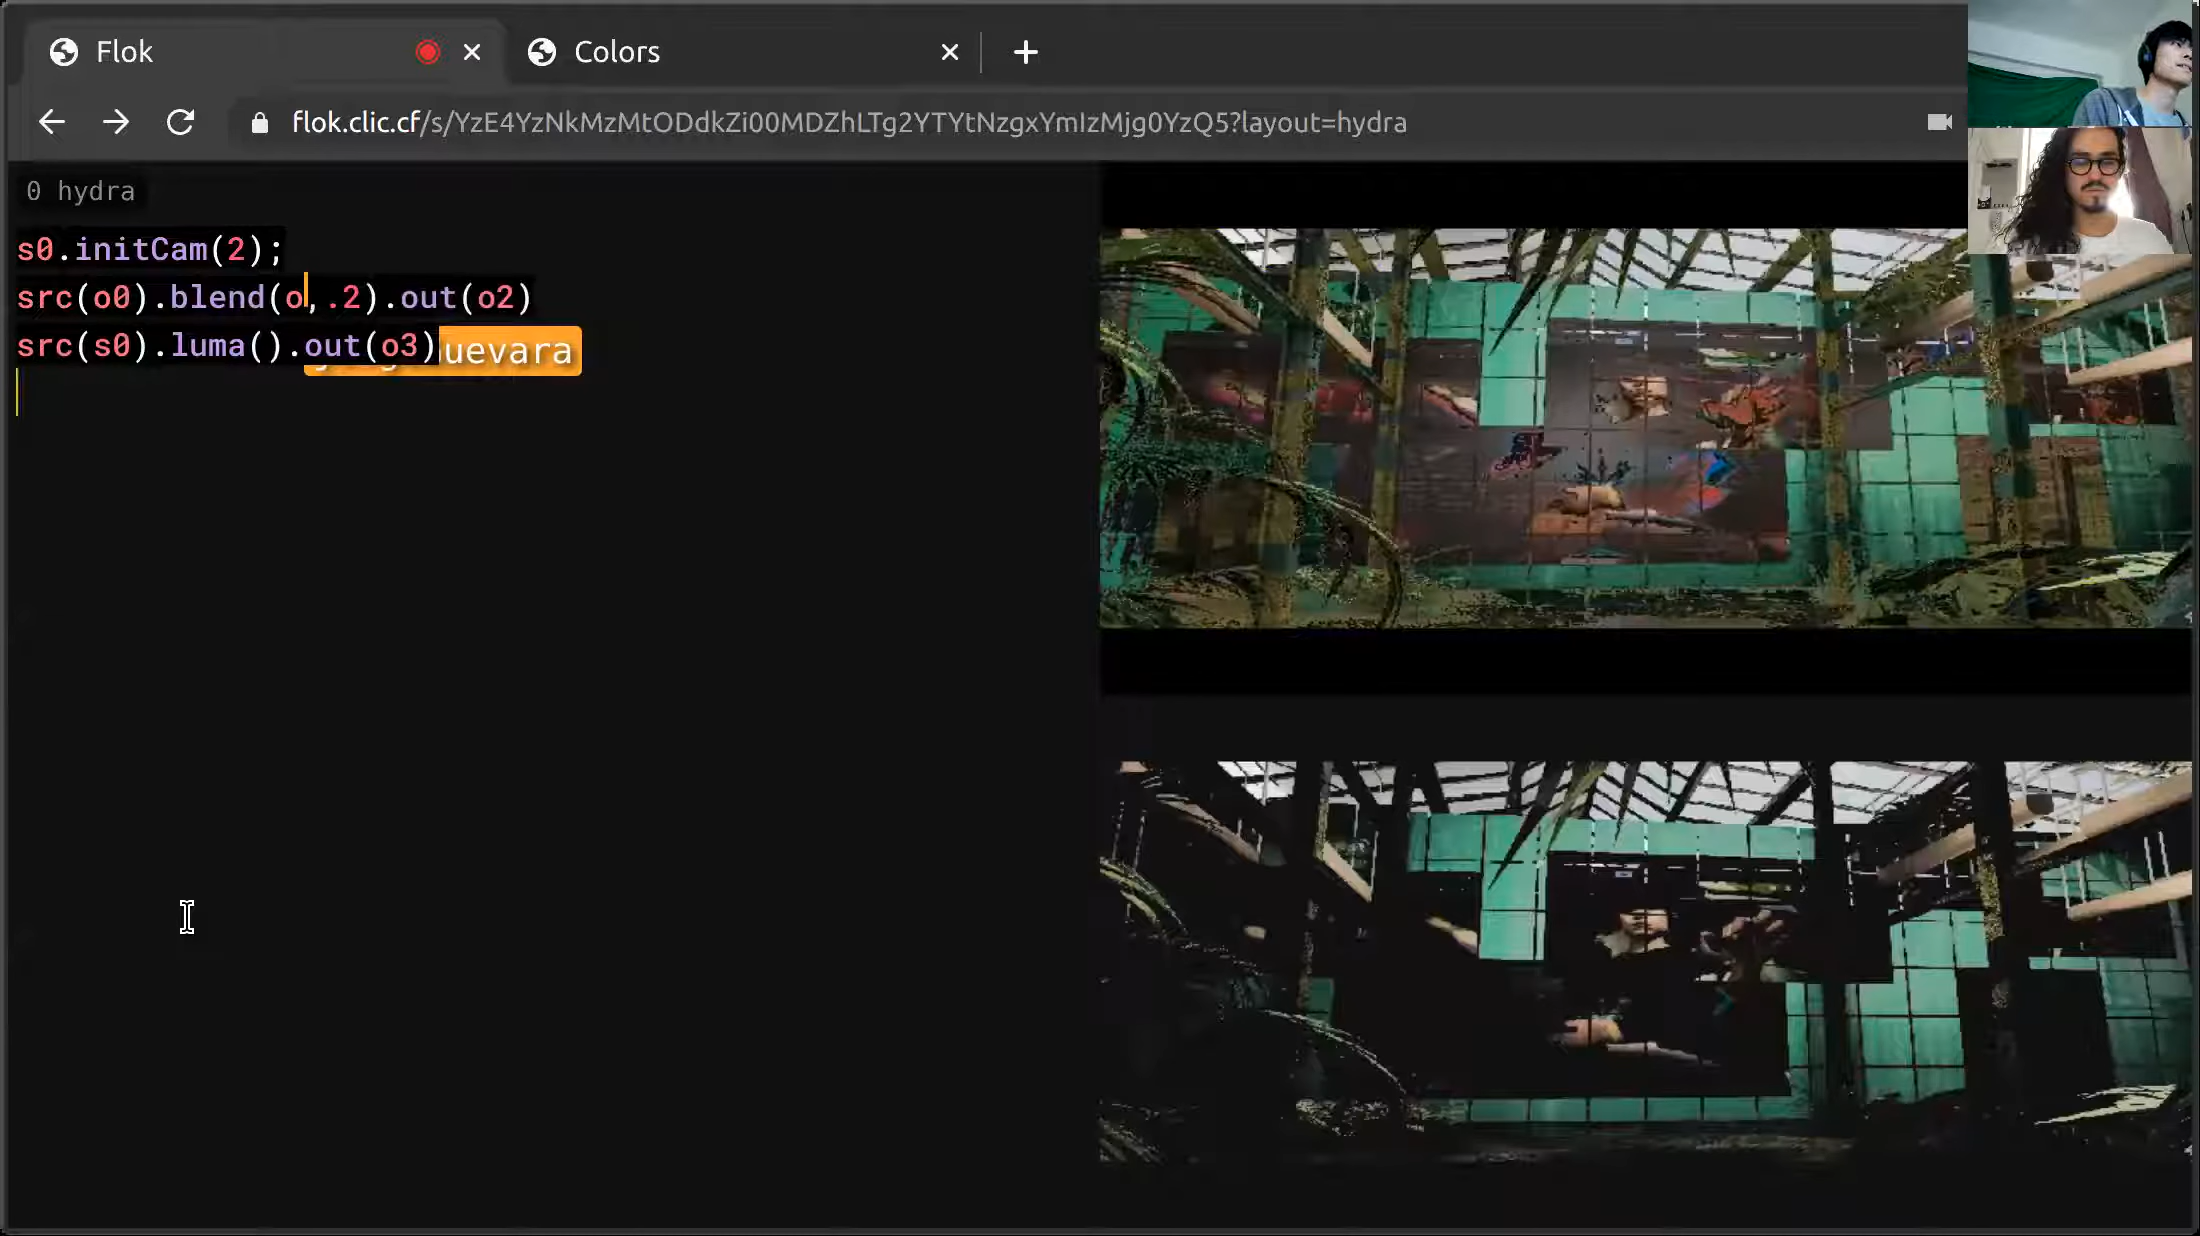 Flok
Colors
flok.clic.cf/s/YzE4YzNkMzMtODdkZi00MDZhLTg2YTYtNzgxYmIzMjg0YzQ5?layout=hydra
0 hydra
s0.initCam(2);
src(o0).blend(o,.2).out(o2)
src(s0).luma().out(o3)
uevara